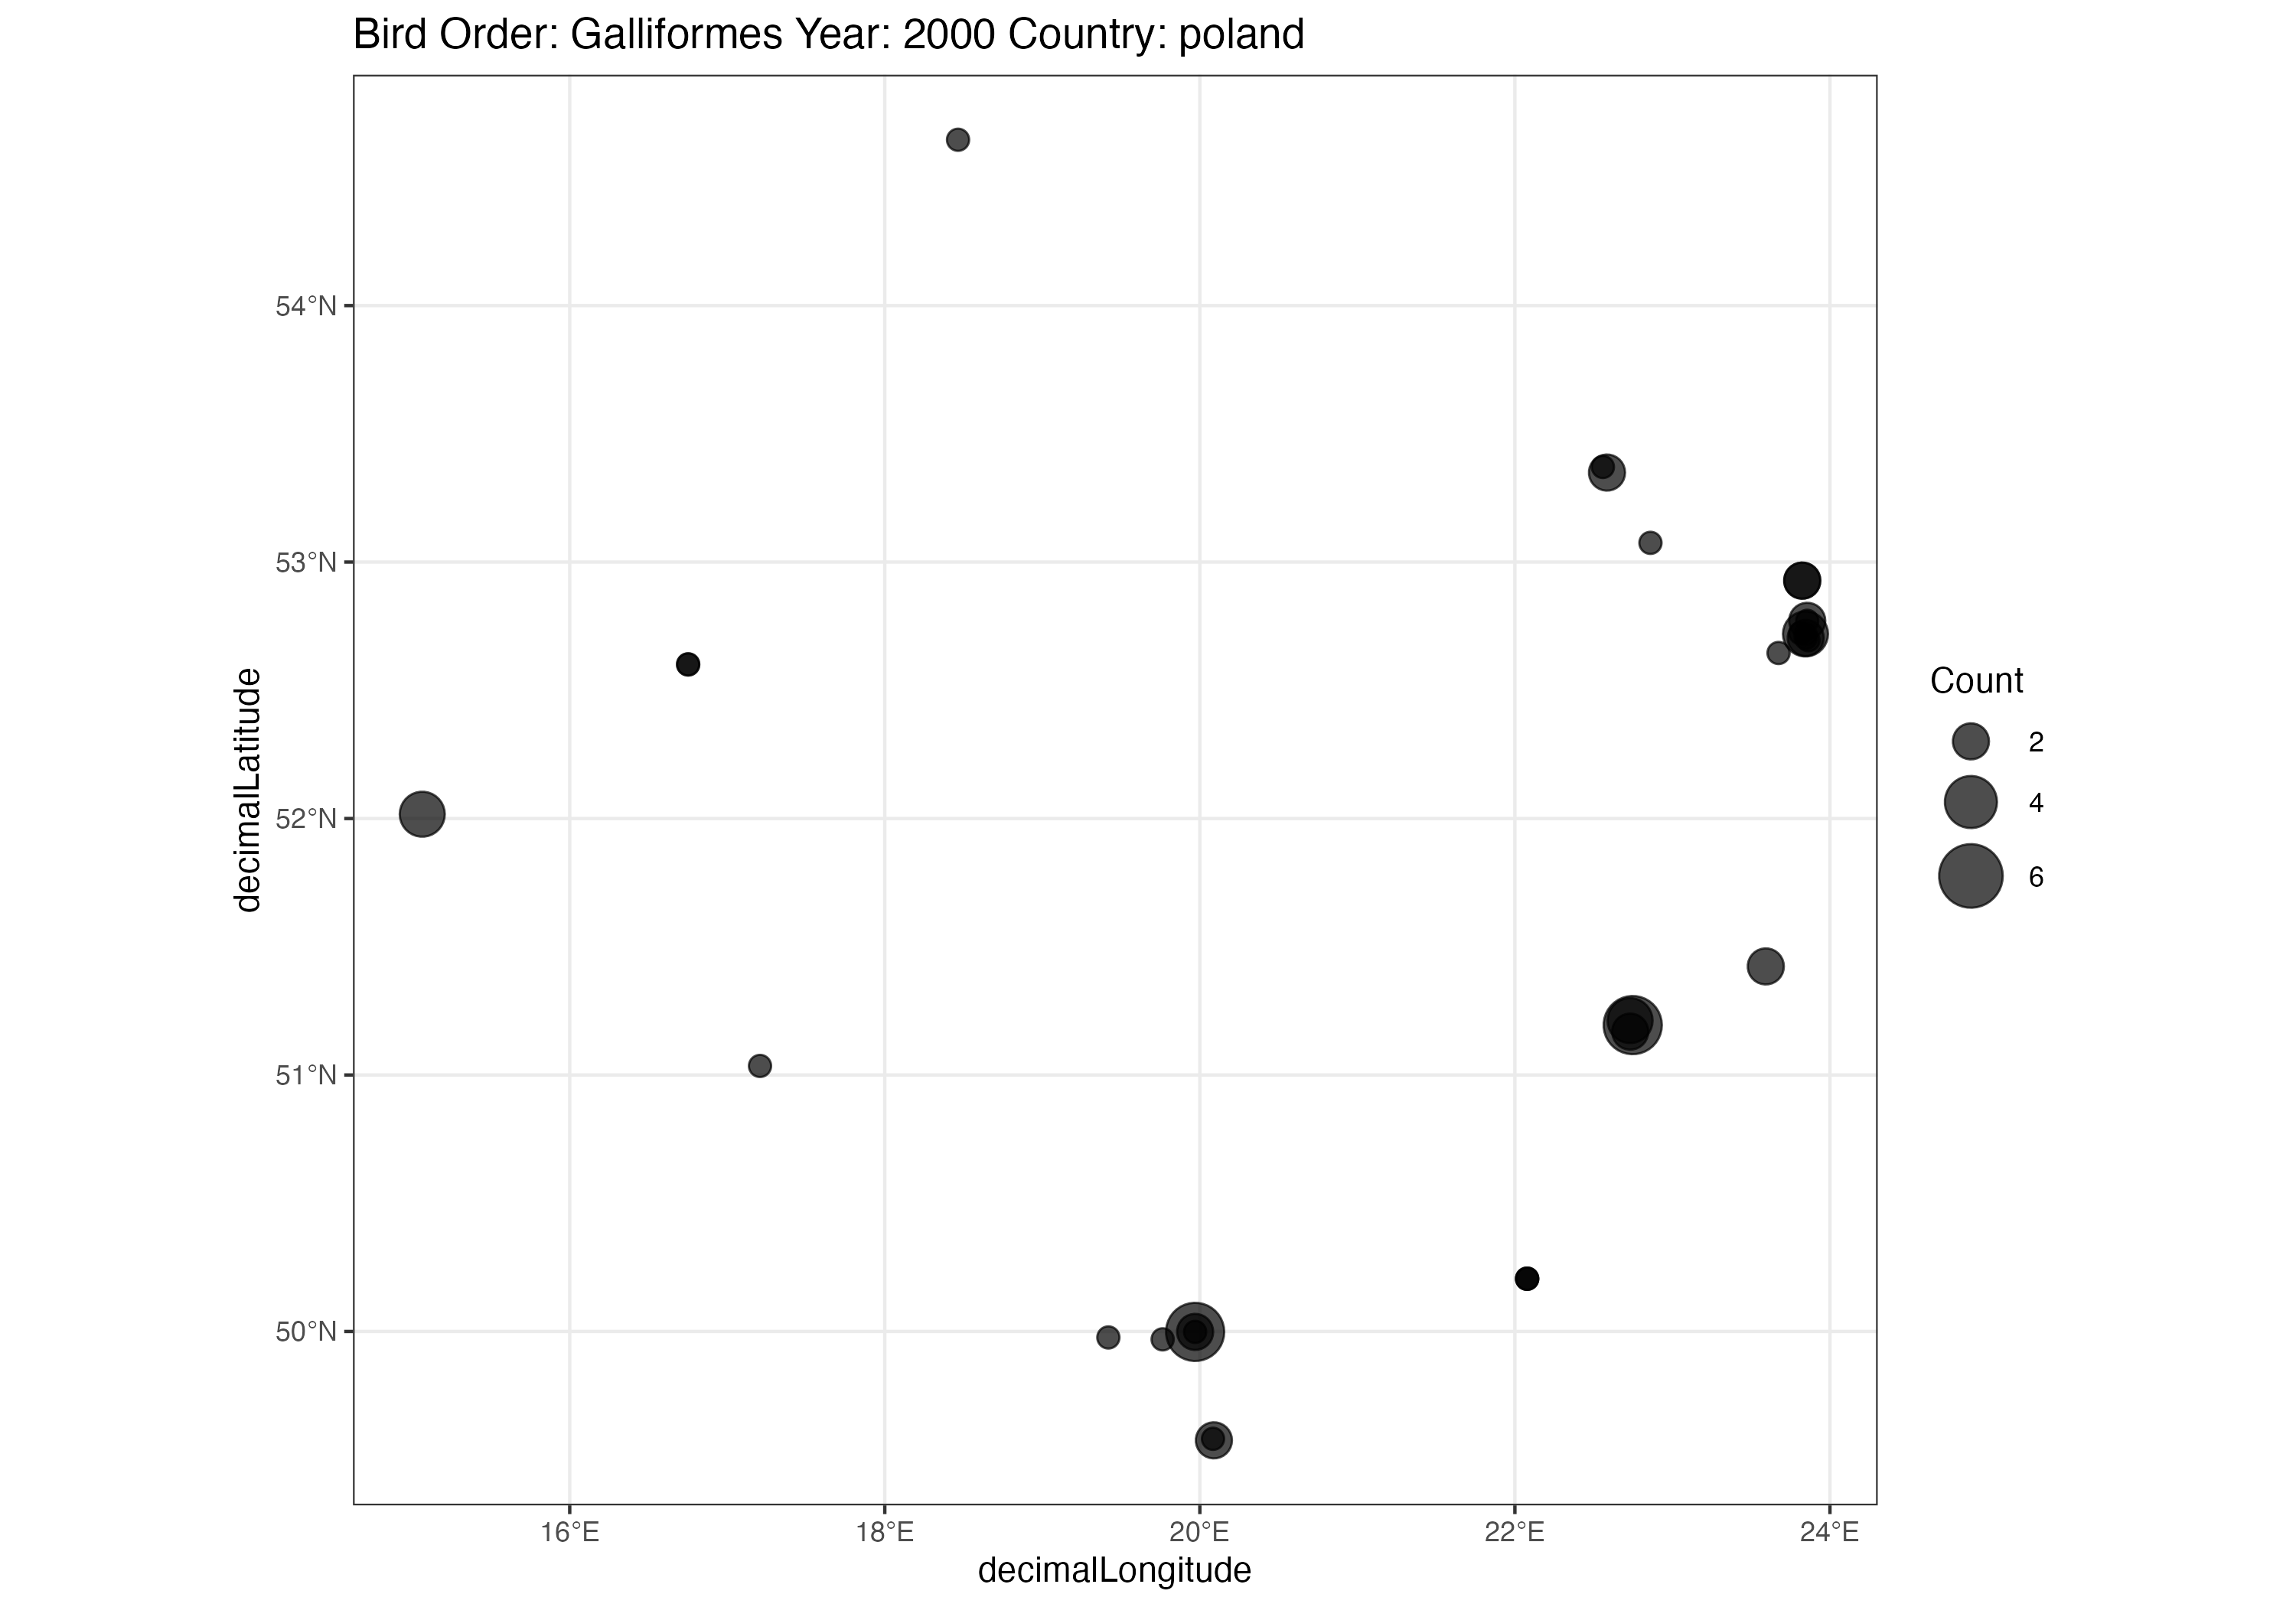 Bird Order: Galliformes Year: 2000 Country: poland
54°N
53°N
52°N
51°N
50°N
decimalLatitude
16°E
18°E
20°E
22°E
24°E
decimalLongitude
Count
2
4
6